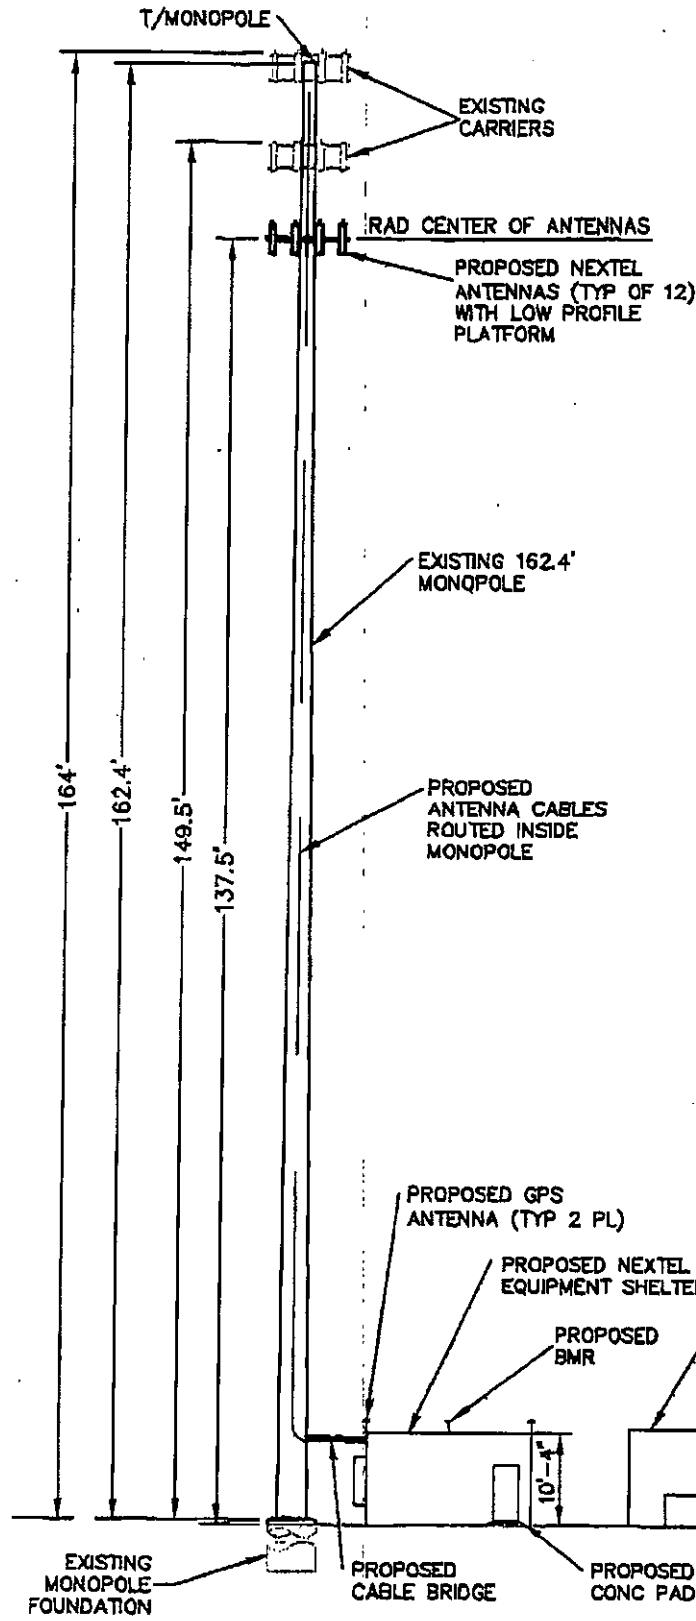 T/MONOPOLE
EXISTING
CARRIERS
RAD CENTER OF ANTENNAS
PROPOSED NEXTEL
ANTENNAS (TYP OF 12)
WITH LOW PROFILE
PLATFORM
EXISTING 162.4'
MONOPOLE
164'
162.4'
149.5'
137.5'
PROPOSED
ANTENNA CABLES
ROUTED INSIDE
MONOPOLE
PROPOSED GPS
ANTENNA (TYP 2 PL)
PROPOSED NEXTEL
EQUIPMENT SHELTE
PROPOSED
BMR
10'-4"
EXISTING
MONOPOLE
FOUNDATION
PROPOSED
CABLE BRIDGE
PROPOSED
CONC PAD